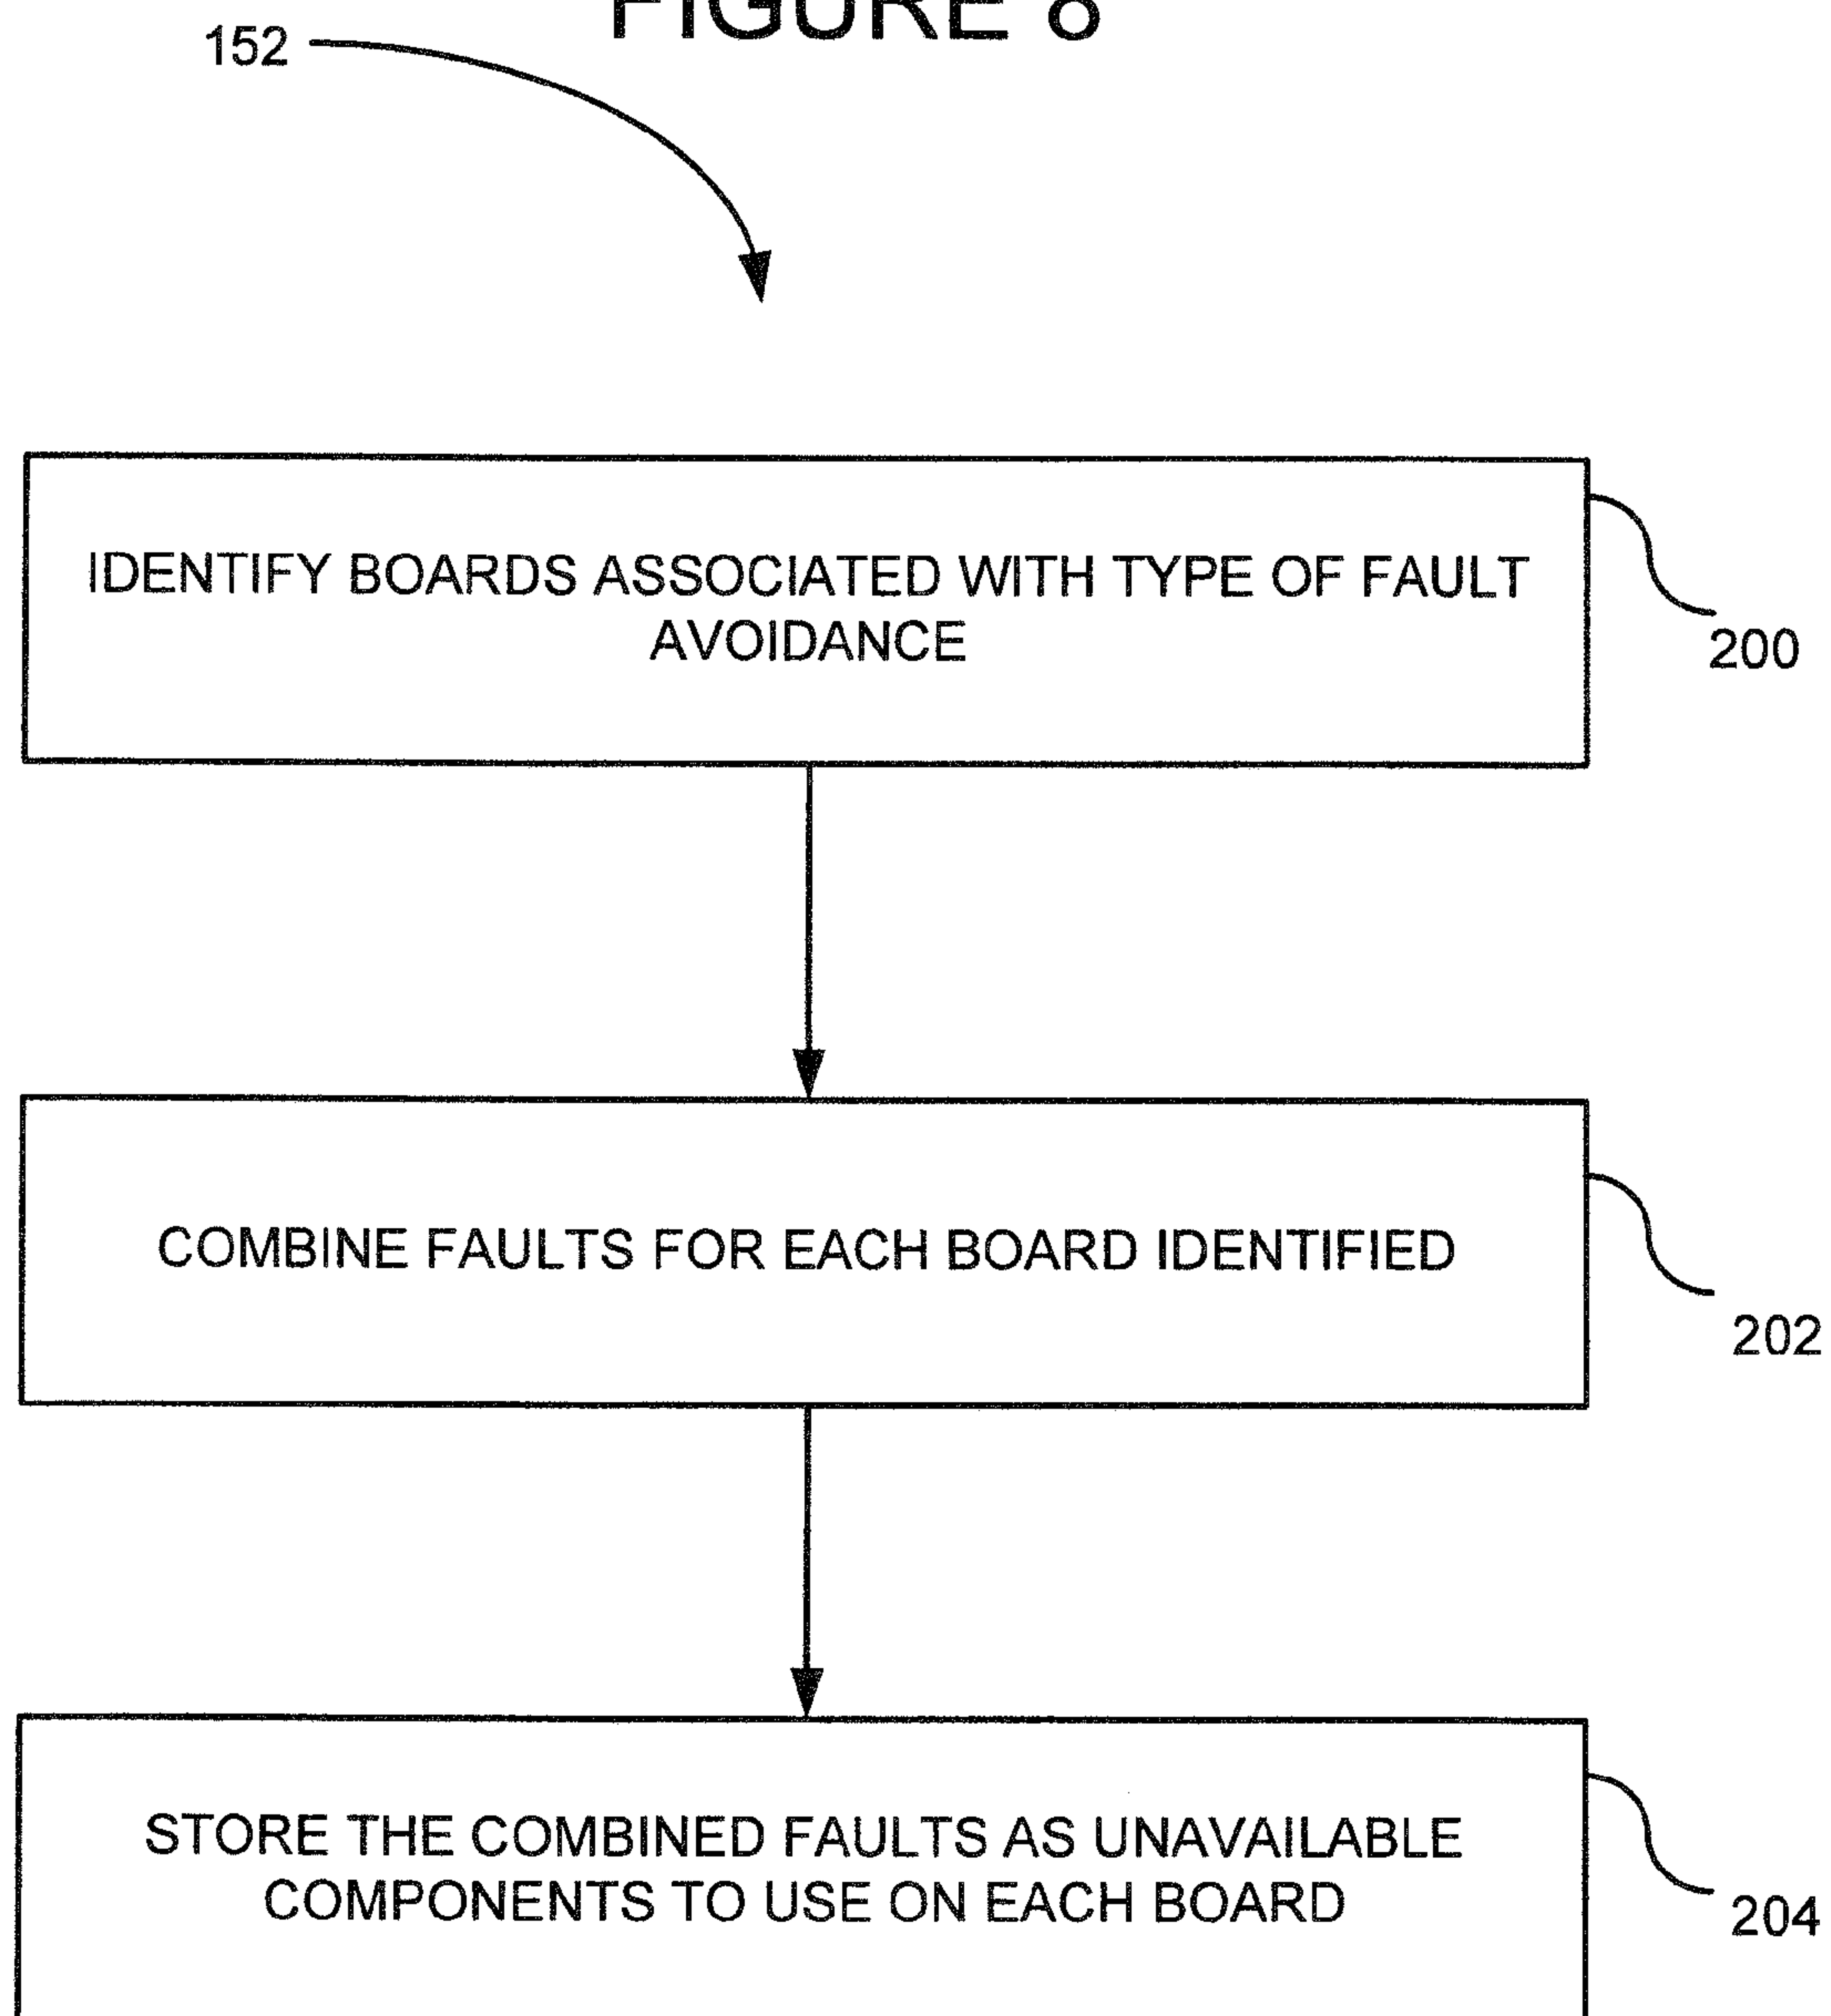 FIGURE 8
152
IDENTIFY BOARDS ASSOCIATED WITH TYPE OF FAULT
AVOIDANCE
200
COMBINE FAULTS FOR EACH BOARD IDENTIFIED
202
STORE THE COMBINED FAULTS AS UNAVAILABLE
COMPONENTS TO USE ON EACH BOARD
204